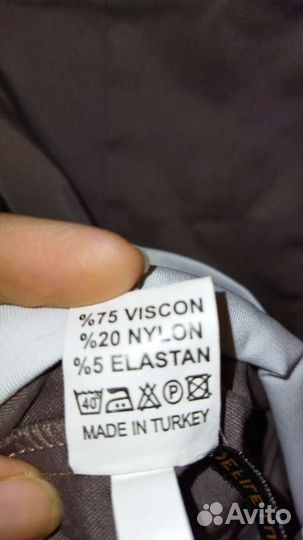 %75 VISCON
%20 NYLON
%5 ELASTAN
40 P
MADE IN TURKEY
Avito